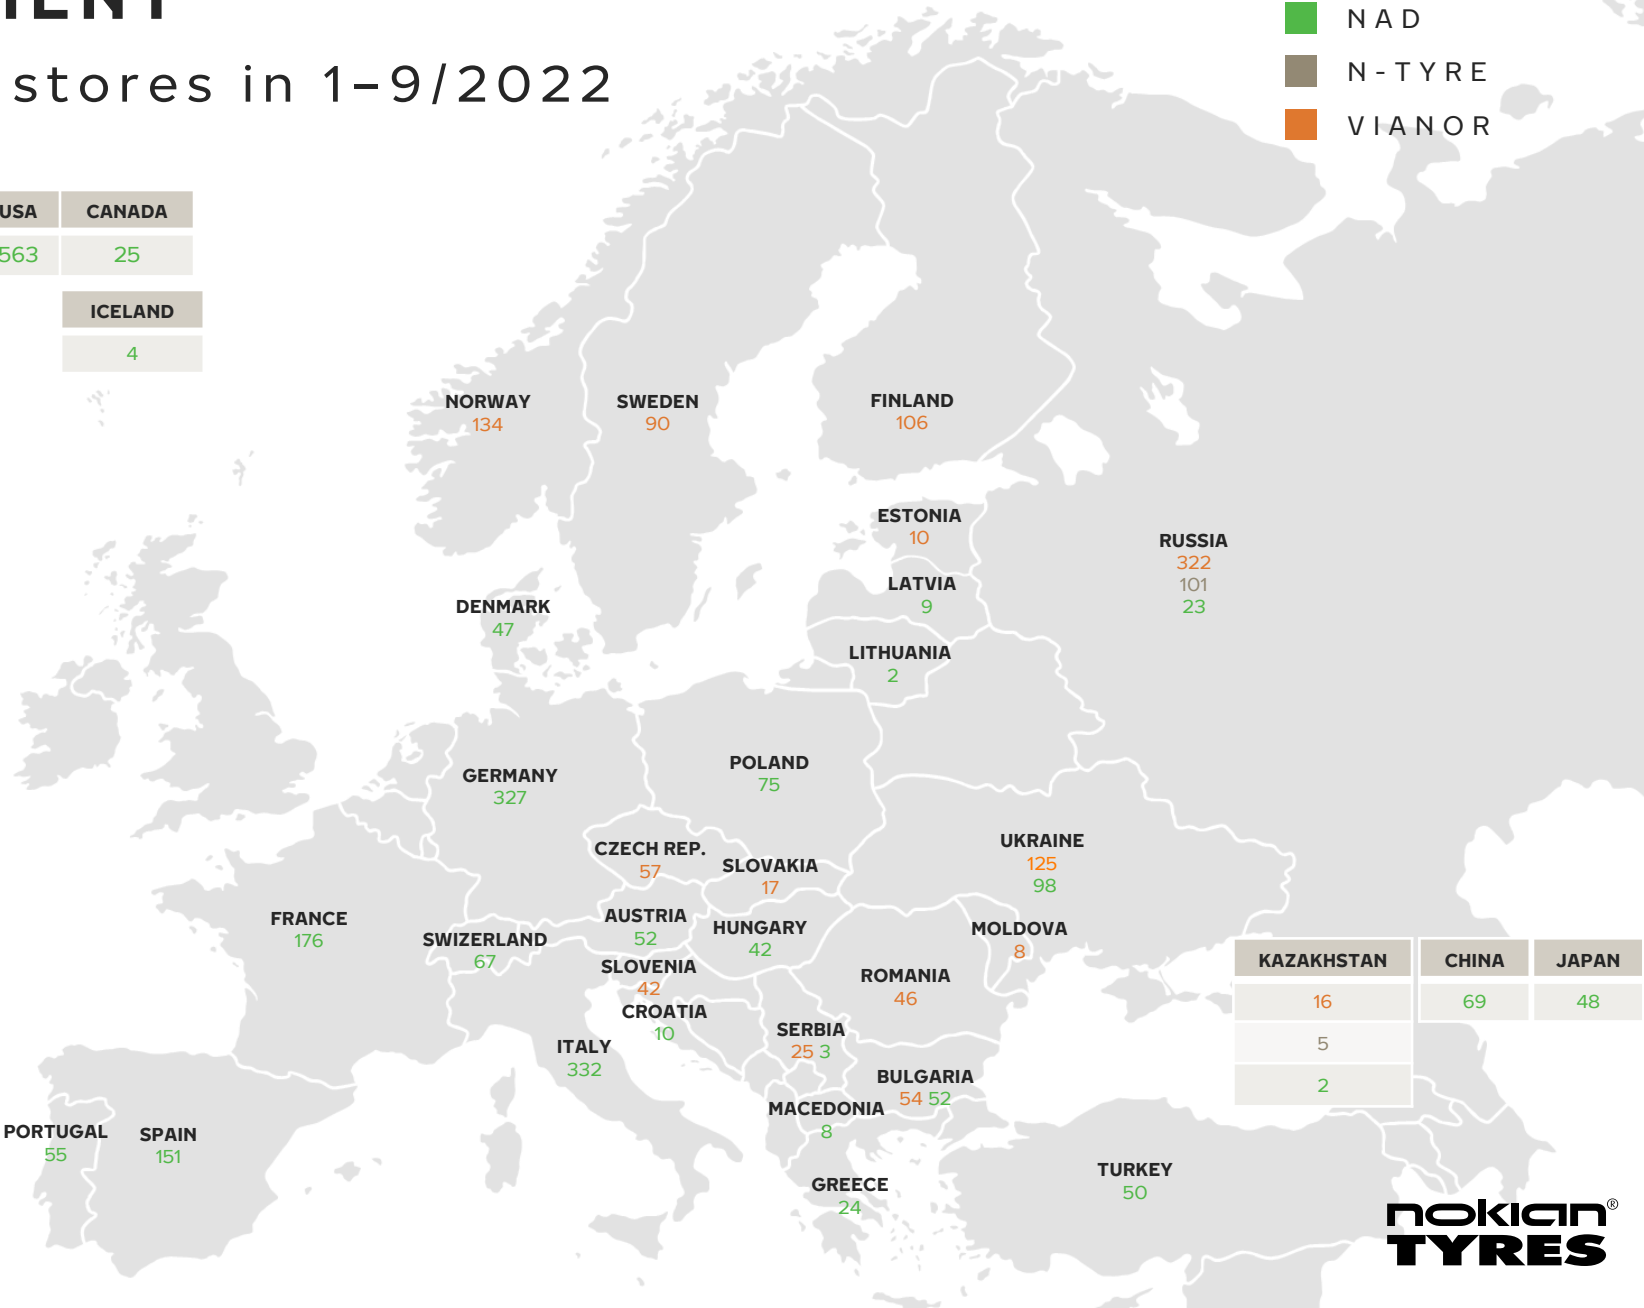 stores in 1–9/2022
NAD
N-TYRE
VIANOR
USA CANADA
563 25
ICELAND
4
NORWAY
134
SWEDEN
90
FINLAND
106
ESTONIA
10
LATVIA
9
LITHUANIA
2
RUSSIA
322
101
23
DENMARK
47
GERMANY
327
POLAND
75
CZECH REP.
57
SLOVAKIA
17
UKRAINE
125
98
FRANCE
176
SWIZERLAND
67
AUSTRIA
52
HUNGARY
42
MOLDOVA
8
SLOVENIA
42
CROATIA
10
ROMANIA
46
KAZAKHSTAN CHINA JAPAN
16 69 48
5
2
ITALY
332
SERBIA
25 3
BULGARIA
54 52
MACEDONIA
8
PORTUGAL
55
SPAIN
151
GREECE
24
TURKEY
50
nokian®
TYRES